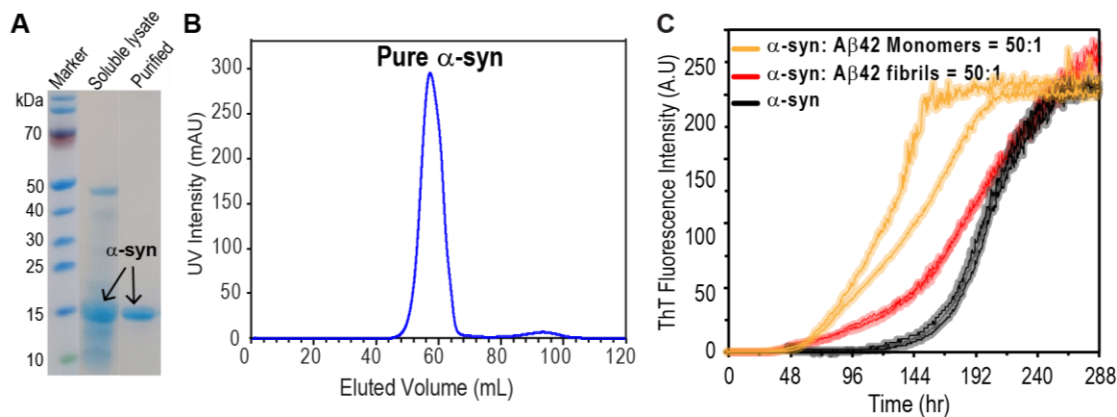 A
Marker
Soluble lysate
Purified
kDa
70
50
40
30
25
15
10
α-syn
B
Pure α-syn
UV Intensity (mAU)
300
250
200
150
100
50
0
0 20 40 60 80 100 120
Eluted Volume (mL)
C
α-syn: Aβ42 Monomers = 50:1
α-syn: Aβ42 fibrils = 50:1
α-syn
ThT Fluorescence Intensity (A.U)
250
200
150
100
50
0
0 48 96 144 192 240 288
Time (hr)